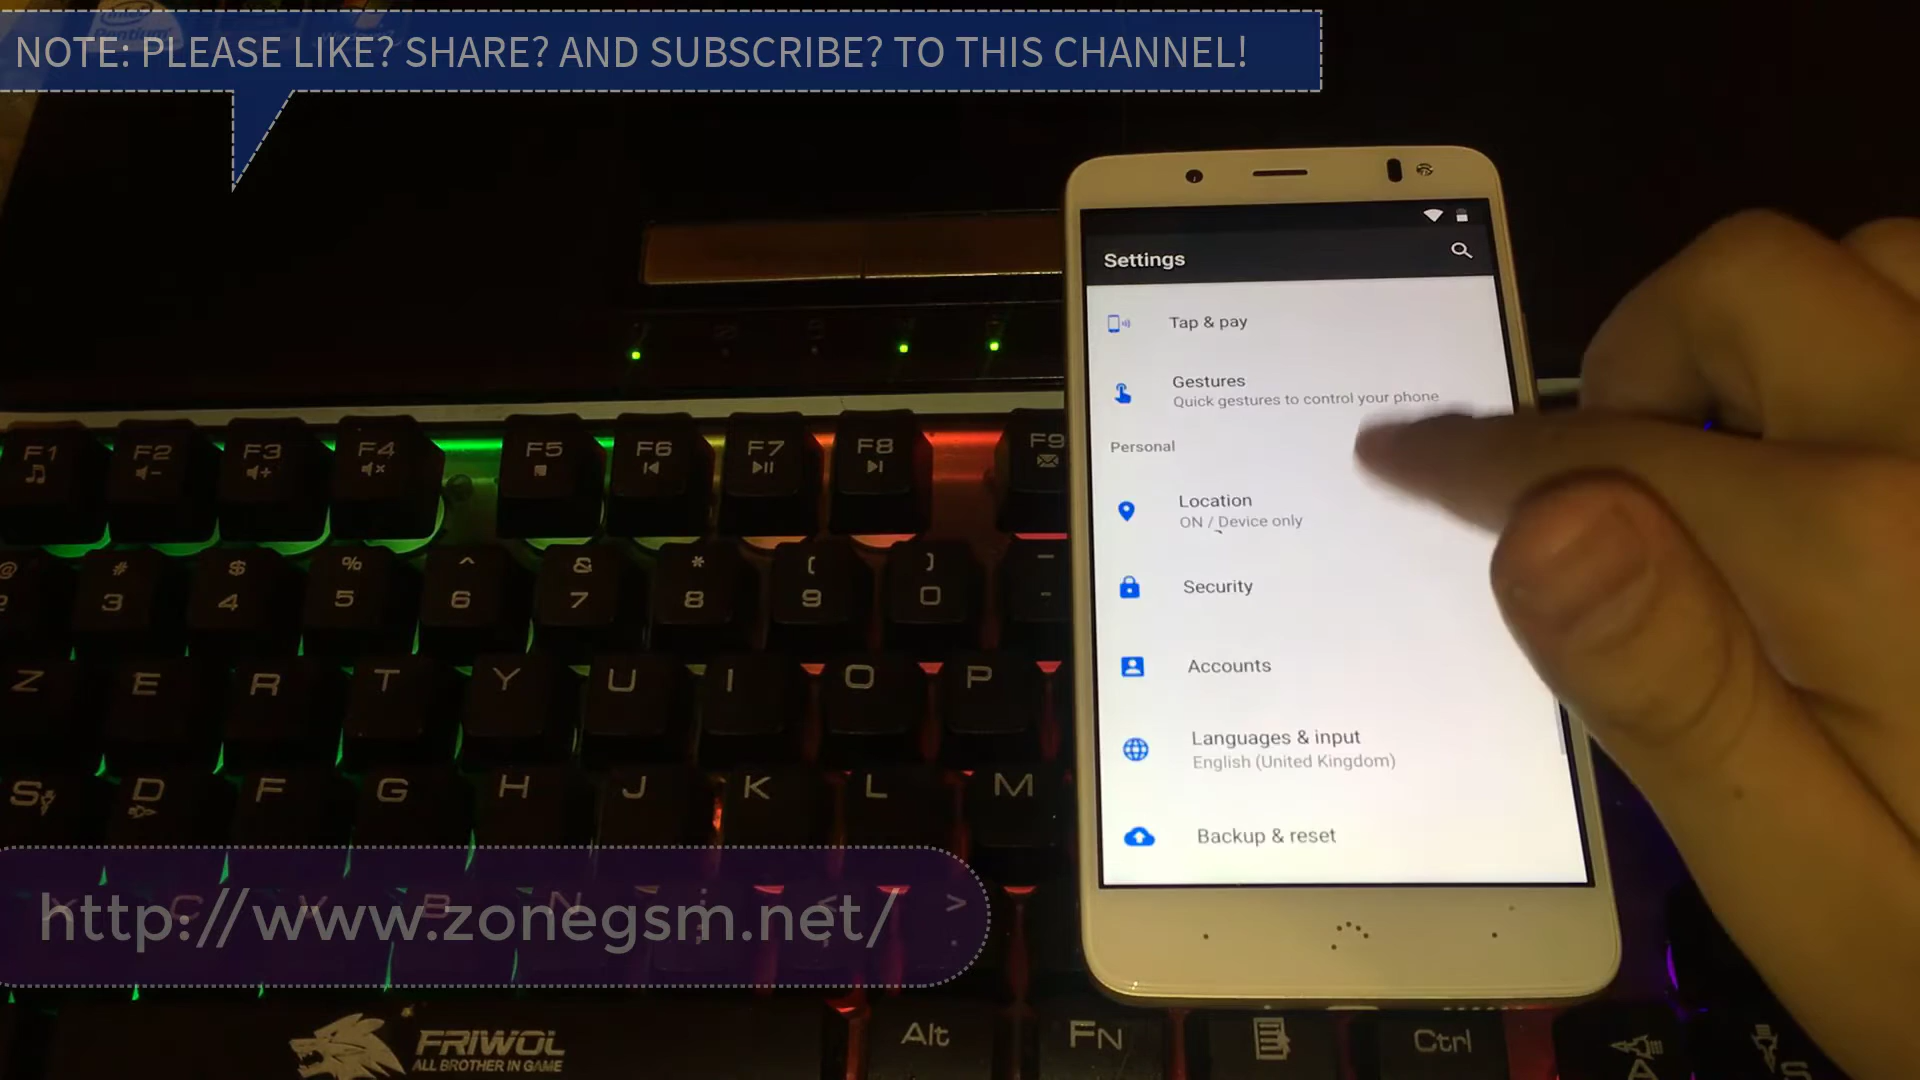 NOTE: PLEASE LIKE? SHARE? AND SUBSCRIBE? TO THIS CHANNEL!
intel
Pentium
Settings
Tap & pay
Gestures
Quick gestures to control your phone
Personal
Location
ON / Device only
Security
Accounts
Languages & input
English (United Kingdom)
Backup & reset
F1 F2 F3 F4 F5 F6 F7 F8 F9
@ # $ % ^ & * ( ) —
2 3 4 5 6 7 8 9 0 -
Z E R T Y U I O P
S D F G H J K L M
C V B N ; < >
http://www.zonegsm.net/
FRIWOL
ALL BROTHER IN GAME
Alt FN Ctrl A S